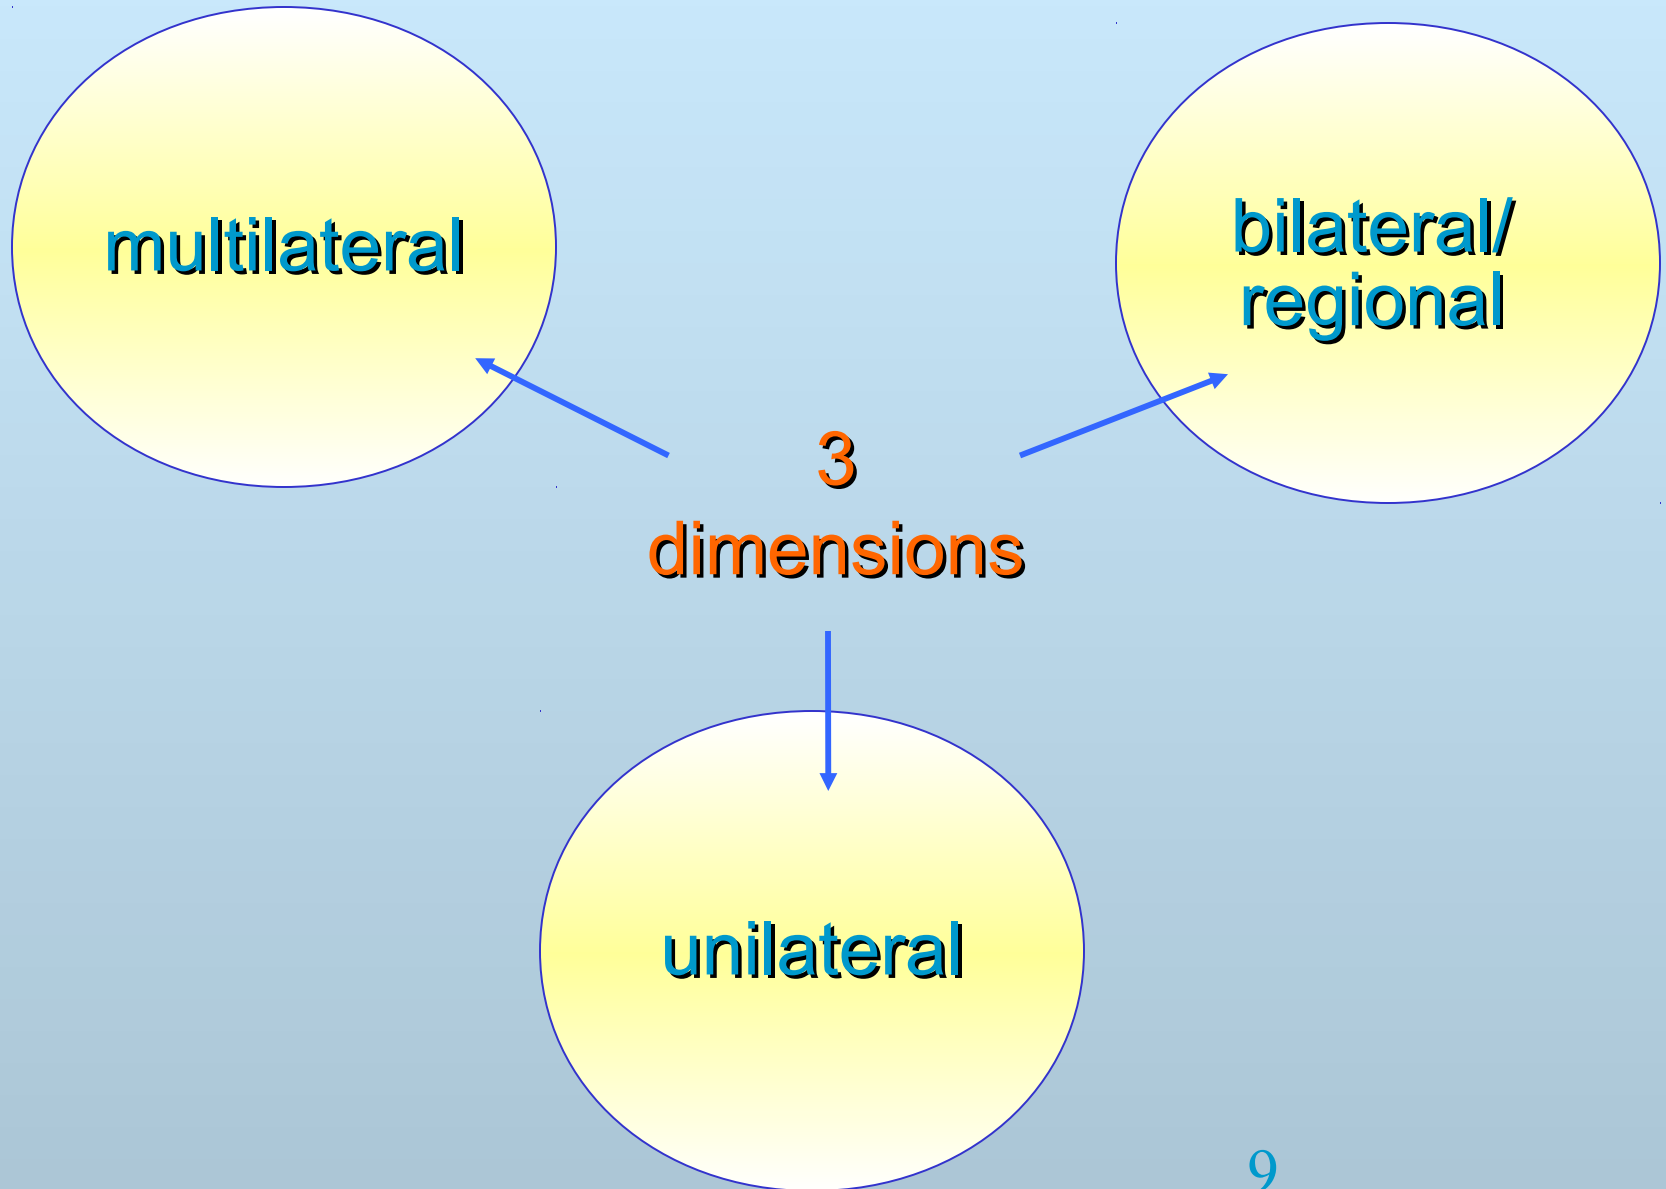 multilateral
bilateral/
regional
3
dimensions
unilateral
9